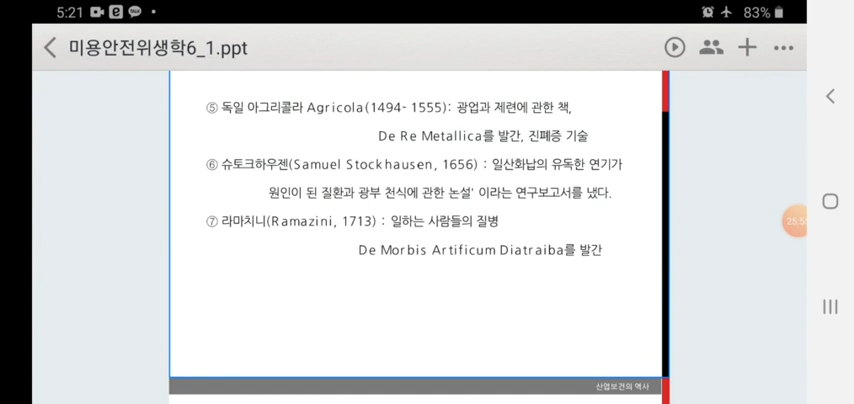 5:21
83%
미용안전위생학6_1.ppt
⑤ 독일 아그리콜라 Agricola(1494- 1555): 광업과 제련에 관한 책,
De Re Metallica를 발간, 진폐증 기술
⑥ 슈토크하우젠(Samuel Stockhausen, 1656) : 일산화납의 유독한 연기가
원인이 된 질환과 광부 천식에 관한 논설' 이라는 연구보고서를 냈다.
⑦ 라마치니(Ramazini, 1713) : 일하는 사람들의 질병
De Morbis Artificum Diatraiba를 발간
산업보건의 역사